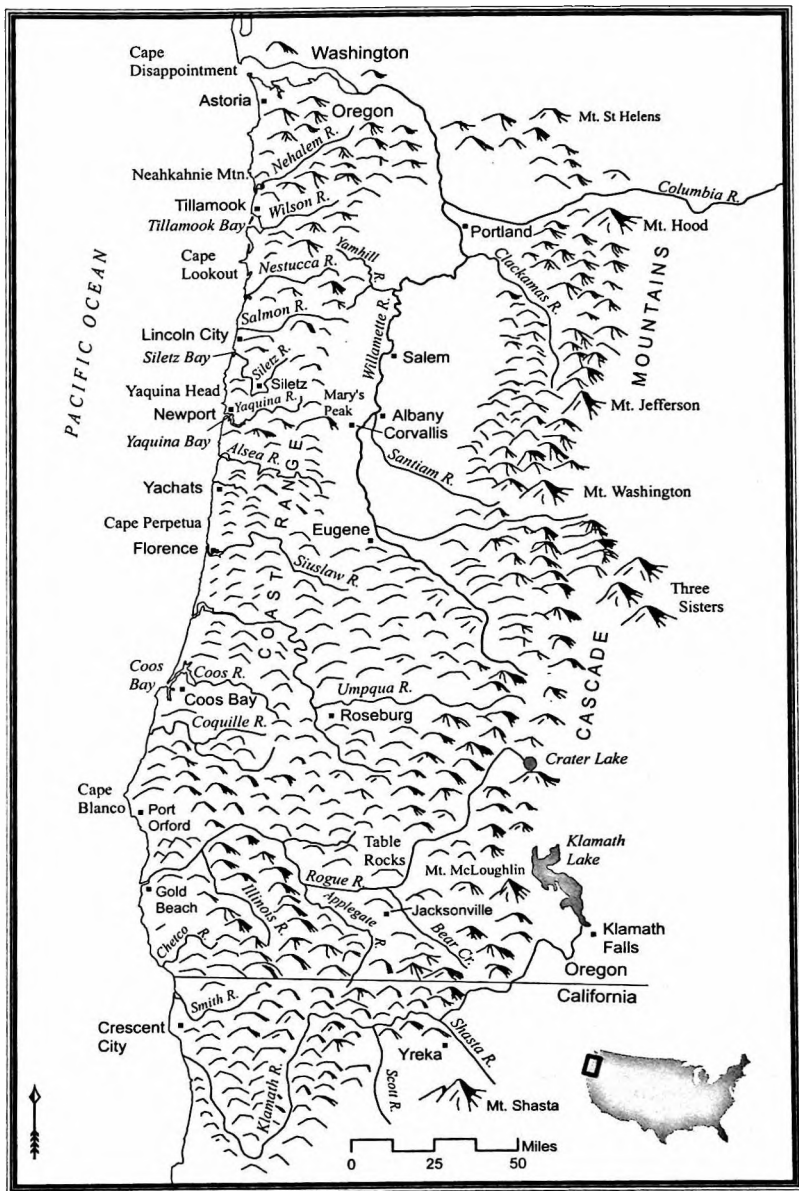 Washington
Cape
Disappointment
Astoria
Oregon
Mt. St Helens
Nehalem R.
Neahkahnie Mtn.
Columbia R.
Tillamook
Wilson R.
Tillamook Bay
Portland
Mt. Hood
Cape
Lookout
Yamhill
R.
Nestucca R.
Clackamas R.
Salmon R.
MOUNTAINS
PACIFIC OCEAN
Lincoln City
Willamette R.
Siletz Bay
Siletz R.
Salem
Yaquina Head
Siletz
Mary's
Peak
Mt. Jefferson
Newport
Yaquina R.
Albany
Corvallis
Yaquina Bay
Alsea R.
Santiam R.
Yachats
Mt. Washington
COAST RANGE
Cape Perpetua
Eugene
Florence
Siuslaw R.
Three
Sisters
CASCADE
Coos
Bay
Coos R.
Coos Bay
Umpqua R.
Coquille R.
Roseburg
Crater Lake
Cape
Blanco
Port
Orford
Table
Rocks
Klamath
Lake
Rogue R.
Mt. McLoughlin
Gold
Beach
Illinois R.
Applegate
R.
Jacksonville
Chetco
R.
Bear Cr.
Klamath
Falls
Oregon
California
Smith R.
Crescent
City
Shasta R.
Yreka
Klamath R.
Scott R.
Mt. Shasta
Miles
0 25 50